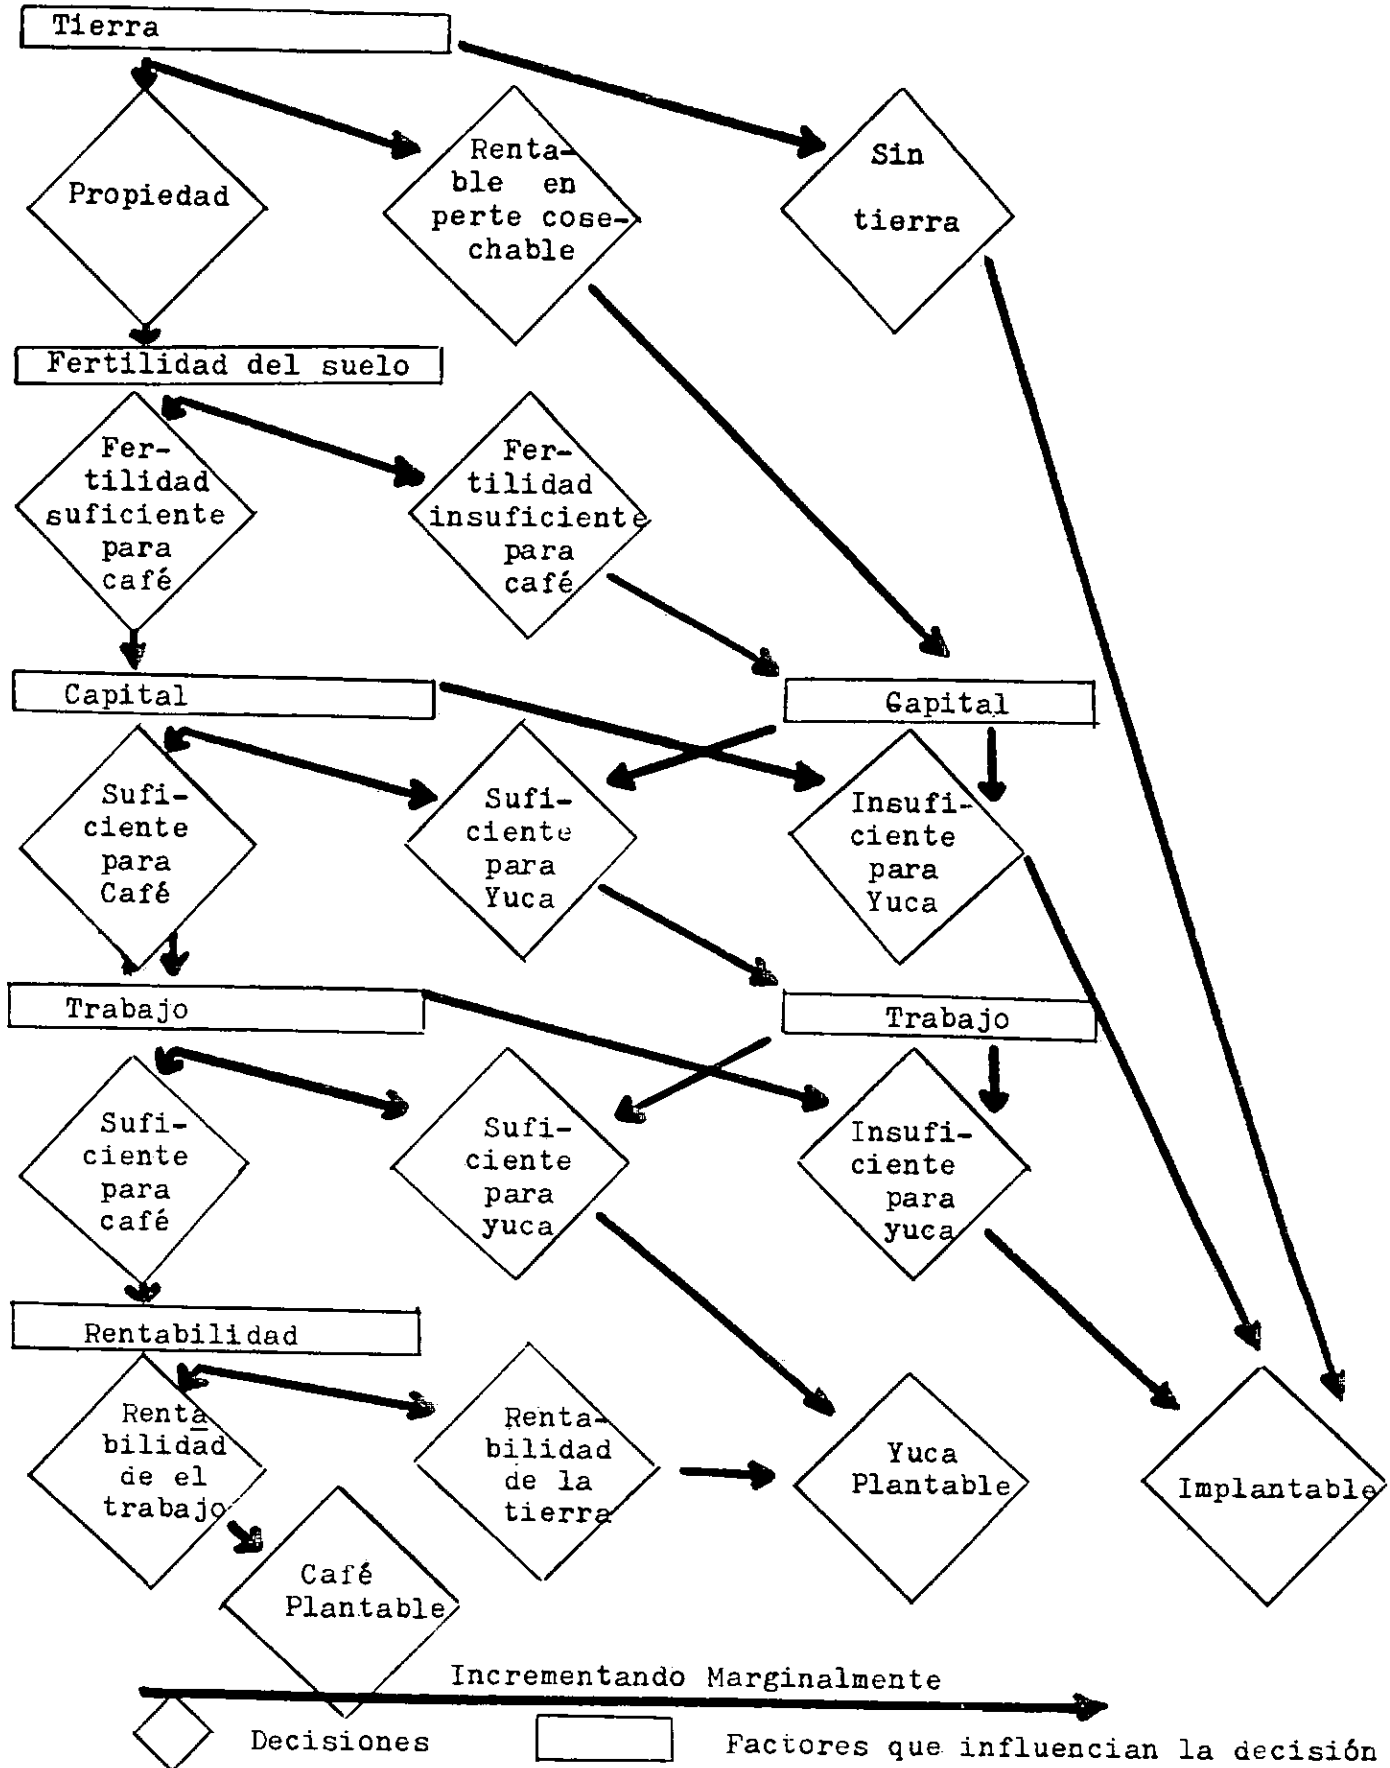 Tierra
Propiedad
Renta-
ble en
perte cose-
chable
Sin
tierra
Fertilidad del suelo
Fer-
tilidad
suficiente
para
café
Fer-
tilidad
insuficiente
para
café
Capital
Gapital
Sufi-
ciente
para
Café
Sufi-
ciente
para
Yuca
Insufi-
ciente
para
Yuca
Trabajo
Trabajo
Sufi-
ciente
para
café
Sufi-
ciente
para
yuca
Insufi-
ciente
para
yuca
Rentabilidad
Renta
bilidad
de el
trabajo
Renta-
bilidad
de la
tierra
Yuca
Plantable
Implantable
Café
Plantable
Incrementando Marginalmente
Decisiones
Factores que influencian la decisión